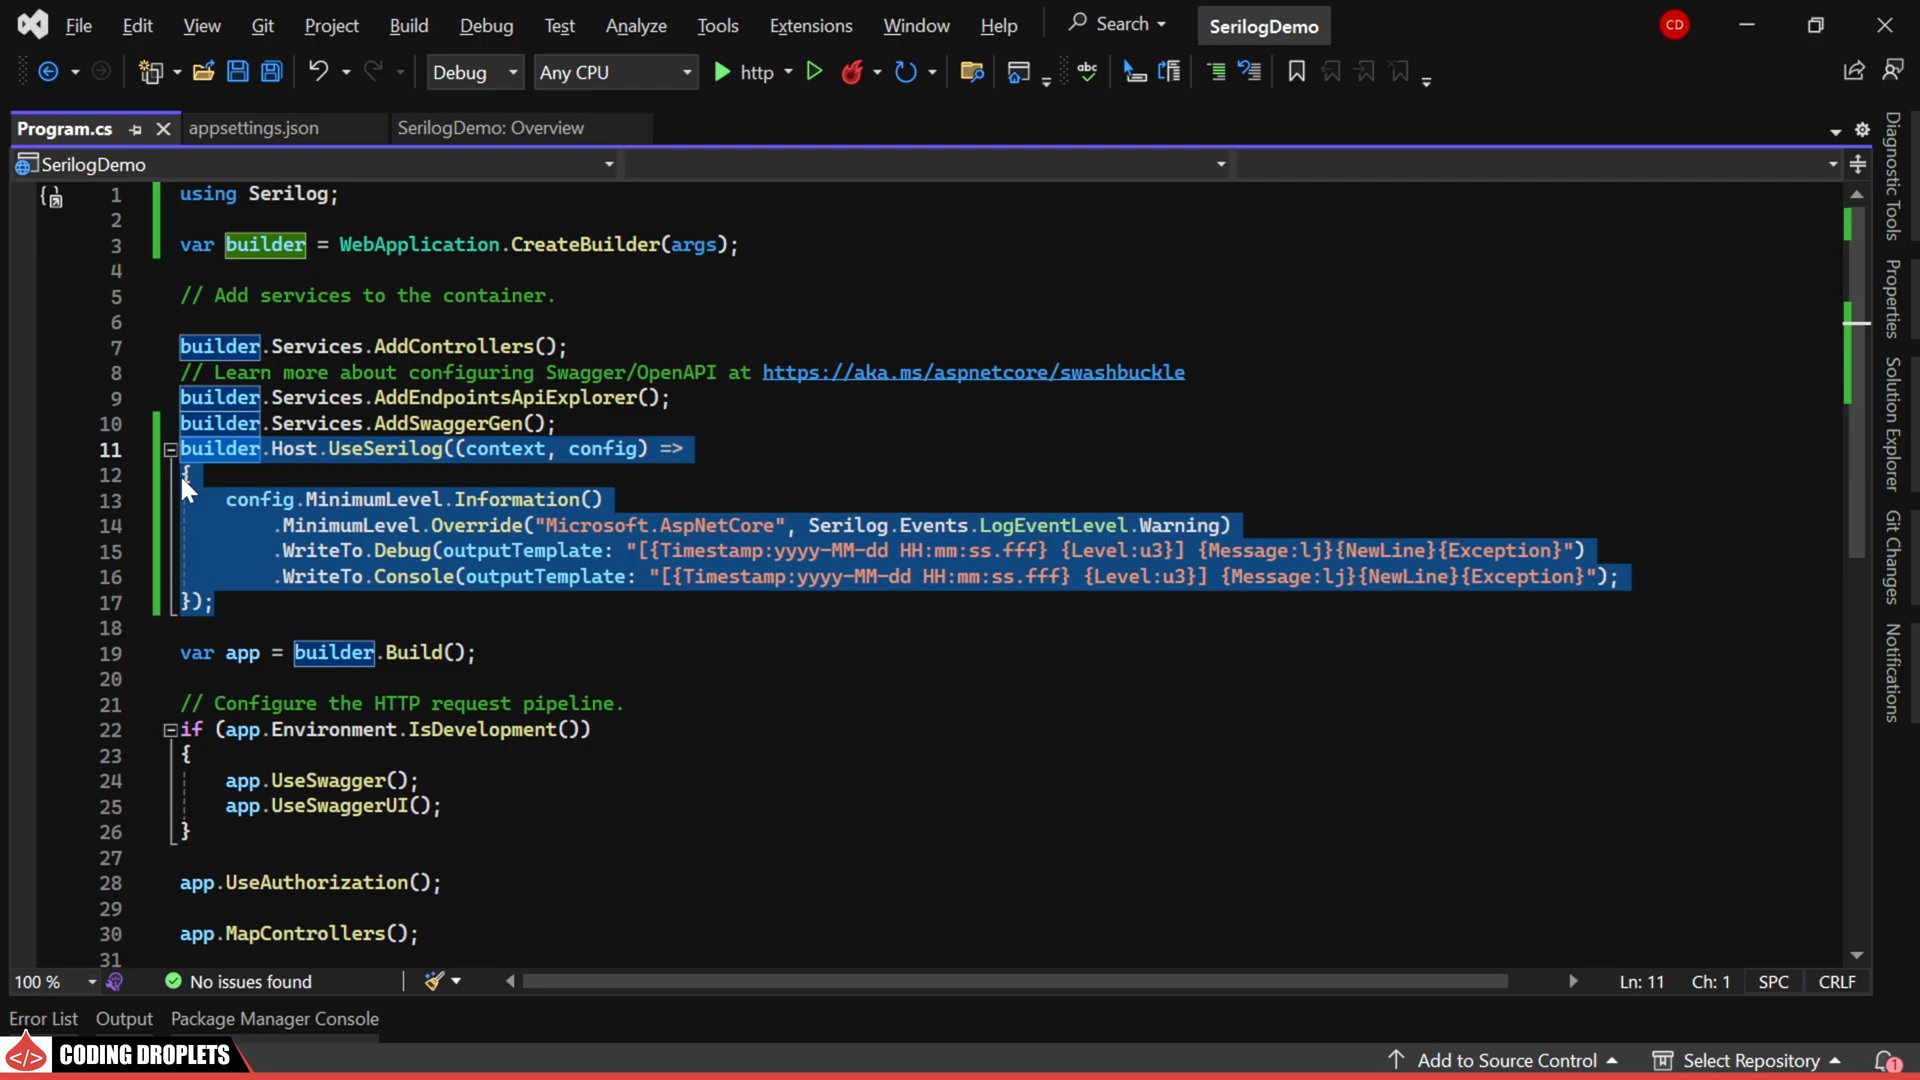 File Edit View Git Project Build Debug Test Analyze Tools Extensions Window Help Search SerilogDemo CD
Debug Any CPU http abc
Program.cs appsettings.json SerilogDemo: Overview
SerilogDemo
1 using Serilog;
2
3 var builder = WebApplication.CreateBuilder(args);
4
5 // Add services to the container.
6
7 builder.Services.AddControllers();
8 // Learn more about configuring Swagger/OpenAPI at https://aka.ms/aspnetcore/swashbuckle
9 builder.Services.AddEndpointsApiExplorer();
10 builder.Services.AddSwaggerGen();
11 builder.Host.UseSerilog((context, config) =>
12 {
13 config.MinimumLevel.Information()
14 .MinimumLevel.Override("Microsoft.AspNetCore", Serilog.Events.LogEventLevel.Warning)
15 .WriteTo.Debug(outputTemplate: "[{Timestamp:yyyy-MM-dd HH:mm:ss.fff} {Level:u3}] {Message:lj}{NewLine}{Exception}")
16 .WriteTo.Console(outputTemplate: "[{Timestamp:yyyy-MM-dd HH:mm:ss.fff} {Level:u3}] {Message:lj}{NewLine}{Exception}");
17 });
18
19 var app = builder.Build();
20
21 // Configure the HTTP request pipeline.
22 if (app.Environment.IsDevelopment())
23 {
24 app.UseSwagger();
25 app.UseSwaggerUI();
26 }
27
28 app.UseAuthorization();
29
30 app.MapControllers();
31
Diagnostic Tools
Properties
Solution Explorer
Git Changes
Notifications
100 % No issues found Ln: 11 Ch: 1 SPC CRLF
Error List Output Package Manager Console
CODING DROPLETS
Add to Source Control Select Repository 1